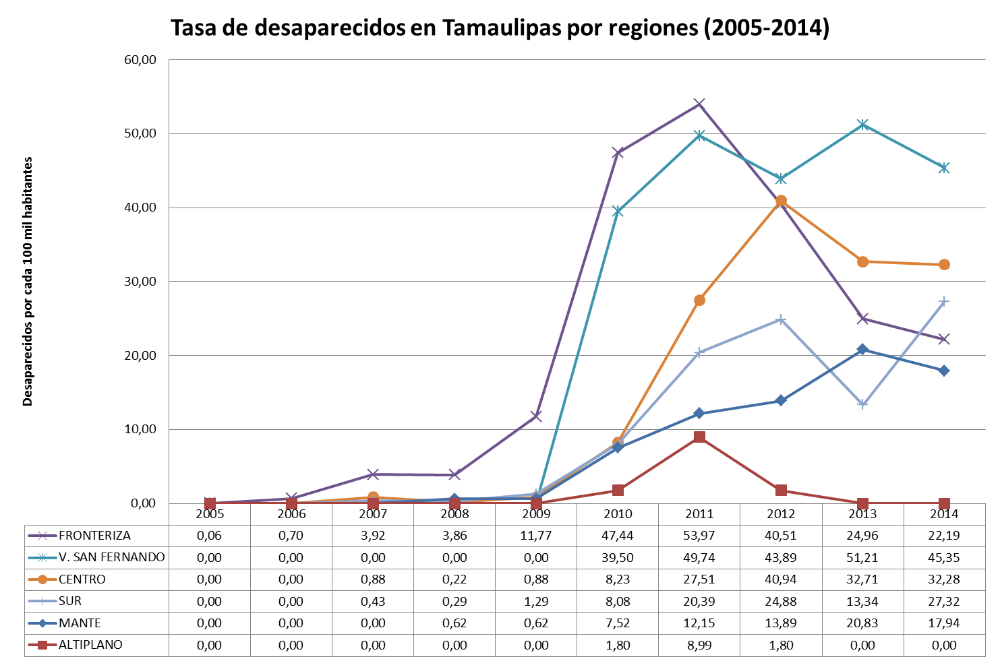 Tasa de desaparecidos en Tamaulipas por regiones (2005-2014)
Desaparecidos por cada 100 mil habitantes
60,00
50,00
40,00
30,00
20,00
10,00
0,00
2005 2006 2007 2008 2009 2010 2011 2012 2013 2014
FRONTERIZA 0,06 0,70 3,92 3,86 11,77 47,44 53,97 40,51 24,96 22,19
V. SAN FERNANDO 0,00 0,00 0,00 0,00 0,00 39,50 49,74 43,89 51,21 45,35
CENTRO 0,00 0,00 0,88 0,22 0,88 8,23 27,51 40,94 32,71 32,28
SUR 0,00 0,00 0,43 0,29 1,29 8,08 20,39 24,88 13,34 27,32
MANTE 0,00 0,00 0,00 0,62 0,62 7,52 12,15 13,89 20,83 17,94
ALTIPLANO 0,00 0,00 0,00 0,00 0,00 1,80 8,99 1,80 0,00 0,00